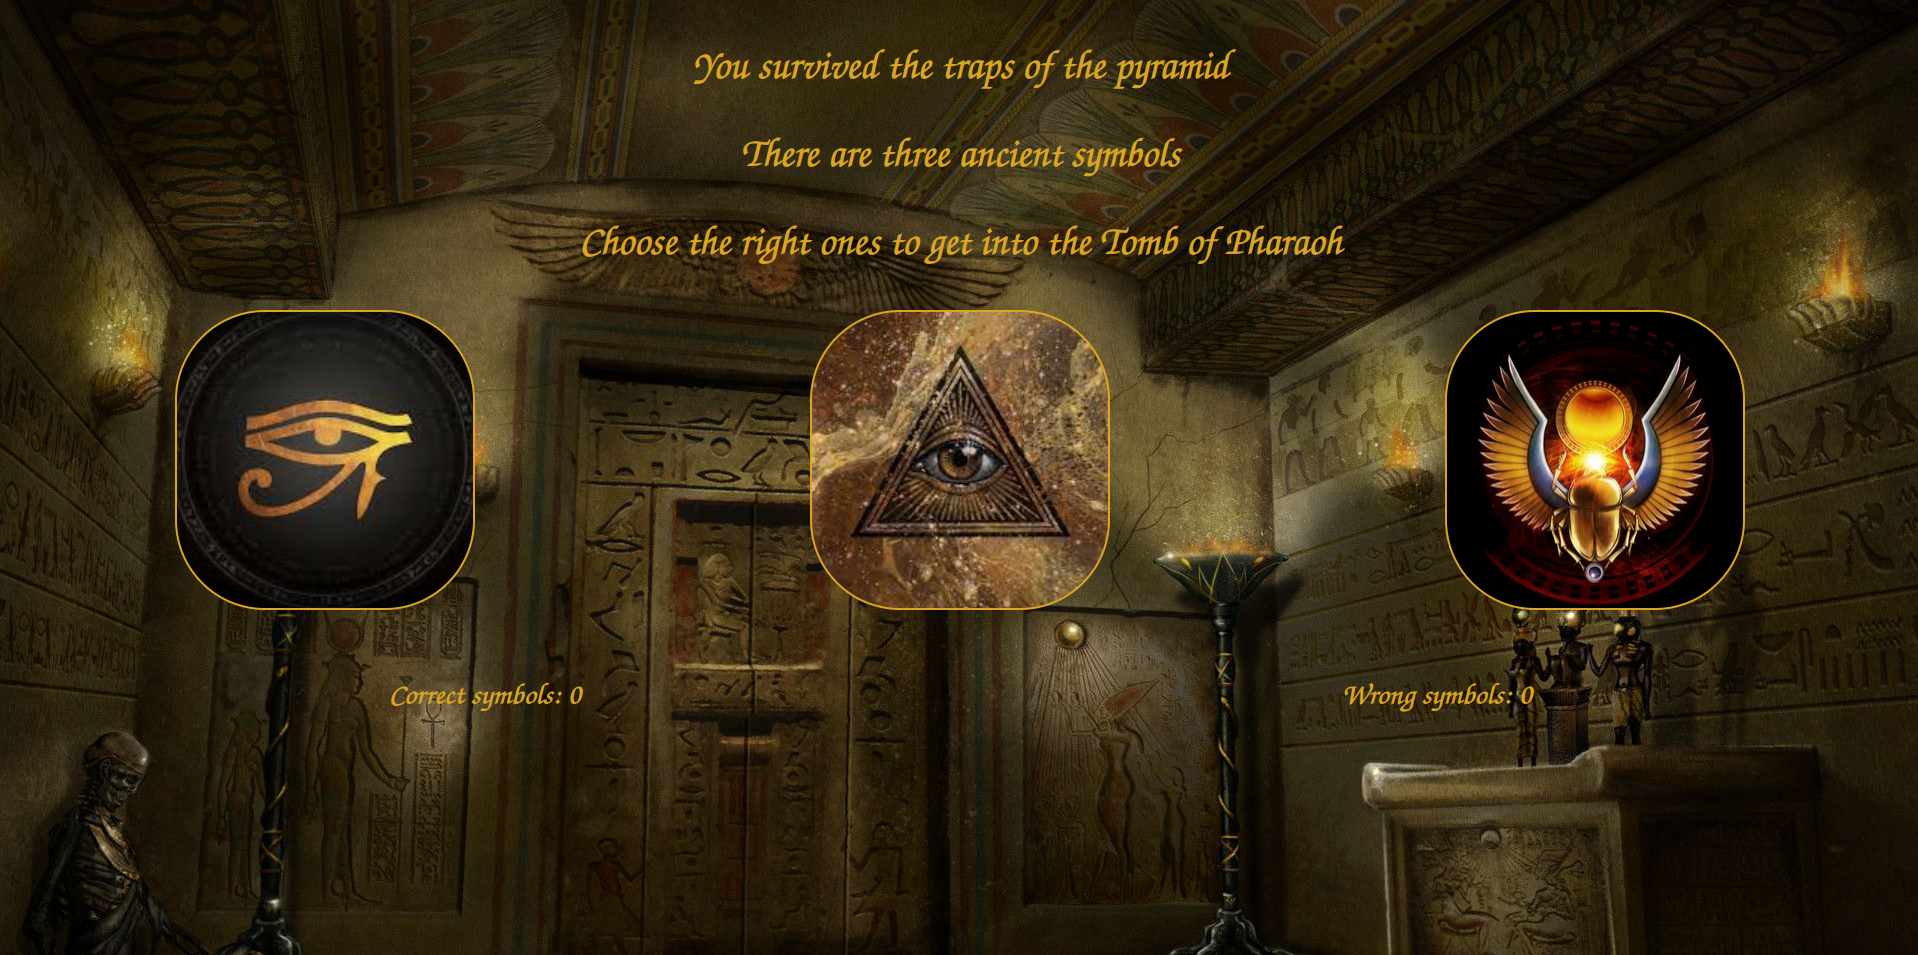 You survived the traps of the pyramid
There are three ancient symbols
Choose the right ones to get into the Tomb of Pharaoh
Correct symbols: 0
Wrong symbols: 0